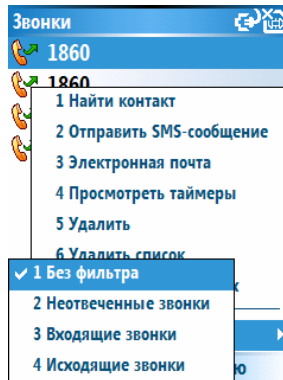 Звонки
1860
1860
1 Найти контакт
2 Отправить SMS-сообщение
3 Электронная почта
4 Просмотреть таймеры
5 Удалить
6 Удалить список
1 Без фильтра
2 Неотвеченные звонки
3 Входящие звонки
4 Исходящие звонки